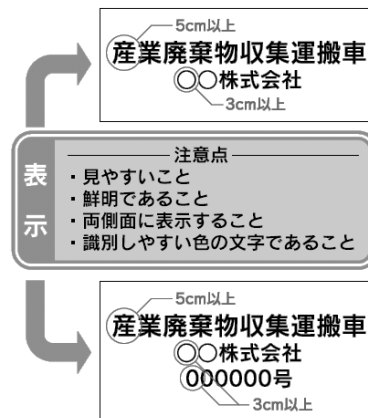 5cm以上
産業廃棄物収集運搬車
〇〇株式会社
3cm以上
表示
注意点
・見やすいこと
・鮮明であること
・両側面に表示すること
・識別しやすい色の文字であること
5cm以上
産業廃棄物収集運搬車
〇〇株式会社
000000号
3cm以上